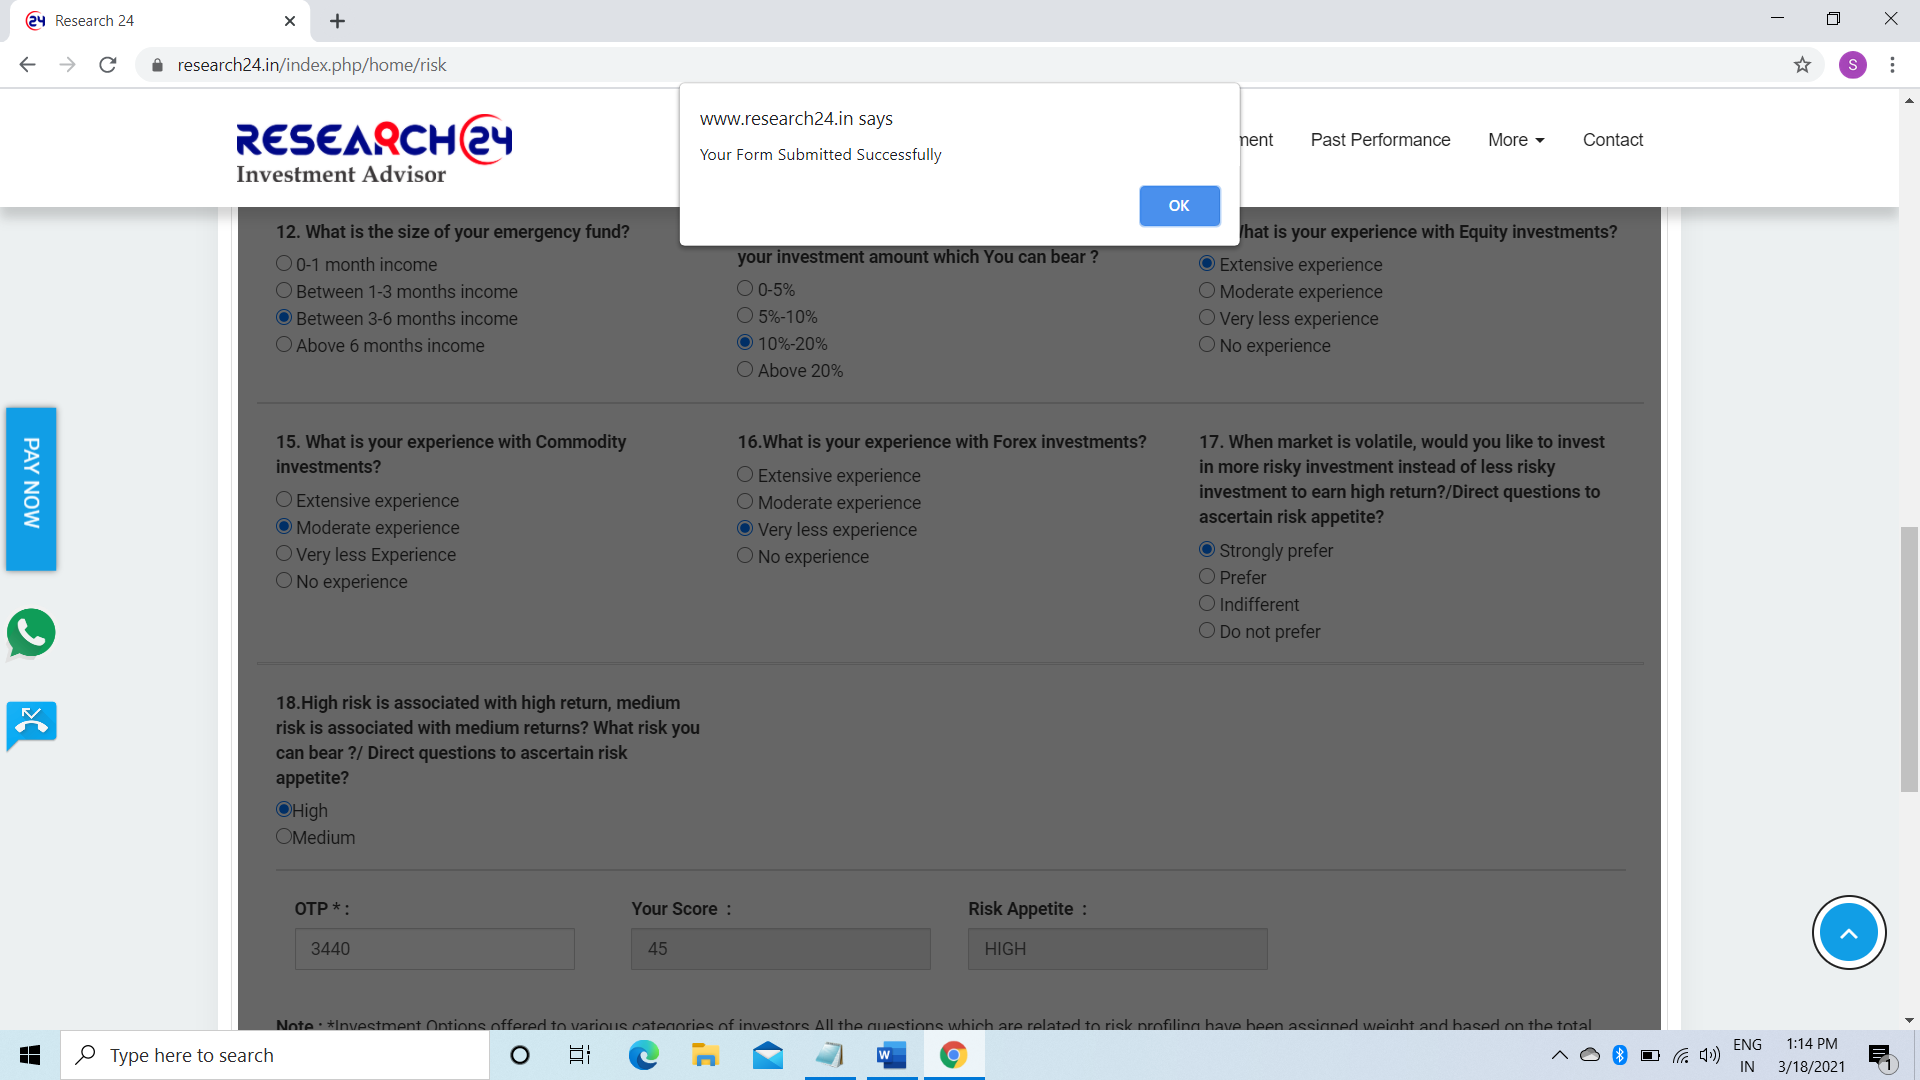 Research 24
research24.in/index.php/home/risk
S
www.research24.in says
Your Form Submitted Successfully
OK
RESEARCH 24
Investment Advisor
ment
Past Performance
More
Contact
12. What is the size of your emergency fund?
0-1 month income
Between 1-3 months income
Between 3-6 months income
Above 6 months income
your investment amount which You can bear ?
0-5%
5%-10%
10%-20%
Above 20%
hat is your experience with Equity investments?
Extensive experience
Moderate experience
Very less experience
No experience
15. What is your experience with Commodity
investments?
Extensive experience
Moderate experience
Very less Experience
No experience
16.What is your experience with Forex investments?
Extensive experience
Moderate experience
Very less experience
No experience
17. When market is volatile, would you like to invest
in more risky investment instead of less risky
investment to earn high return?/Direct questions to
ascertain risk appetite?
Strongly prefer
Prefer
Indifferent
Do not prefer
18.High risk is associated with high return, medium
risk is associated with medium returns? What risk you
can bear ?/ Direct questions to ascertain risk
appetite?
High
Medium
OTP * :
3440
Your Score :
45
Risk Appetite :
HIGH
Note : *Investment Options offered to various categories of investors All the questions which are related to risk profiling have been assigned weight and based on the total
PAY NOW
Type here to search
W
ENG
IN
1:14 PM
3/18/2021
1